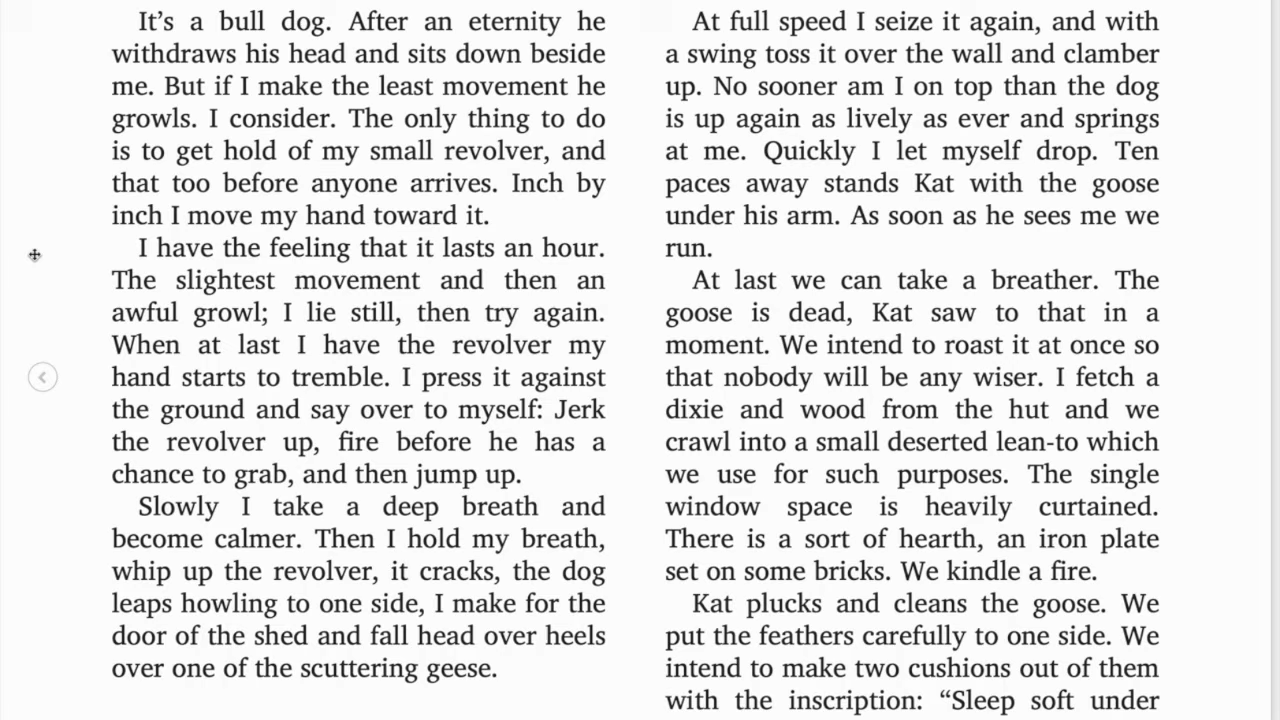 It’s a bull dog. After an eternity he
withdraws his head and sits down beside
me. But if I make the least movement he
growls. I consider. The only thing to do
is to get hold of my small revolver, and
that too before anyone arrives. Inch by
inch I move my hand toward it.
I have the feeling that it lasts an hour.
The slightest movement and then an
awful growl; I lie still, then try again.
When at last I have the revolver my
hand starts to tremble. I press it against
the ground and say over to myself: Jerk
the revolver up, fire before he has a
chance to grab, and then jump up.
Slowly I take a deep breath and
become calmer. Then I hold my breath,
whip up the revolver, it cracks, the dog
leaps howling to one side, I make for the
door of the shed and fall head over heels
over one of the scuttering geese.
At full speed I seize it again, and with
a swing toss it over the wall and clamber
up. No sooner am I on top than the dog
is up again as lively as ever and springs
at me. Quickly I let myself drop. Ten
paces away stands Kat with the goose
under his arm. As soon as he sees me we
run.
At last we can take a breather. The
goose is dead, Kat saw to that in a
moment. We intend to roast it at once so
that nobody will be any wiser. I fetch a
dixie and wood from the hut and we
crawl into a small deserted lean-to which
we use for such purposes. The single
window space is heavily curtained.
There is a sort of hearth, an iron plate
set on some bricks. We kindle a fire.
Kat plucks and cleans the goose. We
put the feathers carefully to one side. We
intend to make two cushions out of them
with the inscription: “Sleep soft under